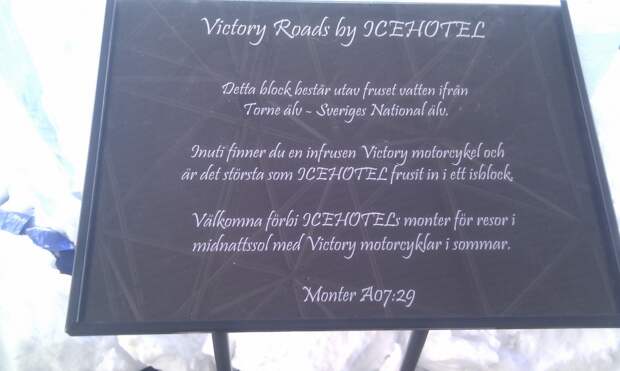 Victory Roads by ICEHOTEL
Detta block består utav fruset vatten ifrån
Torne älv - Sveriges National älv.
Inuti finner du en infrusen Victory motorcykel och
är det största som ICEHOTEL frusit in i ett isblock.
Välkomna förbi ICEHOTELs monter för resor i
midnattssol med Victory motorcyklar i sommar.
Monter A07:29